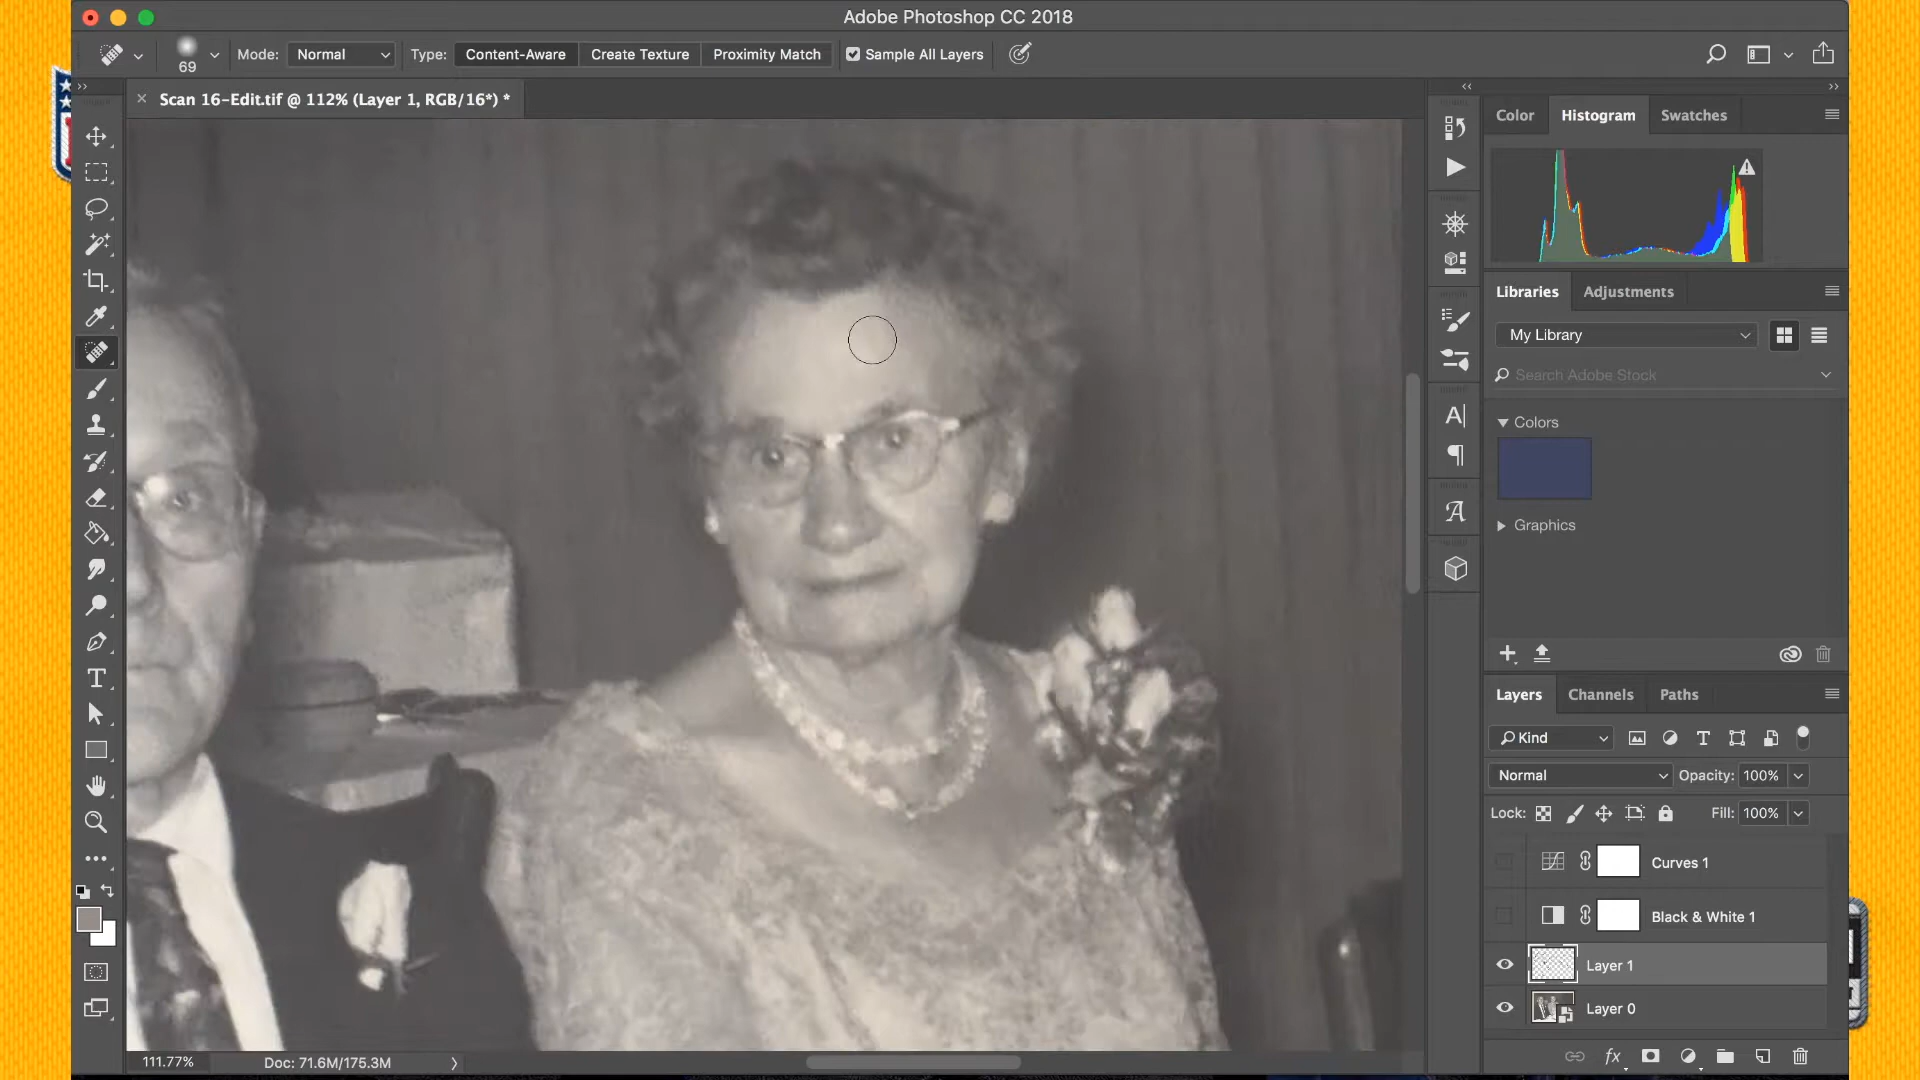 Adobe Photoshop CC 2018
69
Mode: Normal Type: Content-Aware Create Texture Proximity Match Sample All Layers
Scan 16-Edit.tif @ 112% (Layer 1, RGB/16*) *
Color Histogram Swatches
Libraries Adjustments
My Library
Search Adobe Stock
Colors
Graphics
Layers Channels Paths
Kind
Normal Opacity: 100%
Lock: Fill: 100%
Curves 1
Black & White 1
Layer 1
Layer 0
fx
111.77% Doc: 71.6M/175.3M